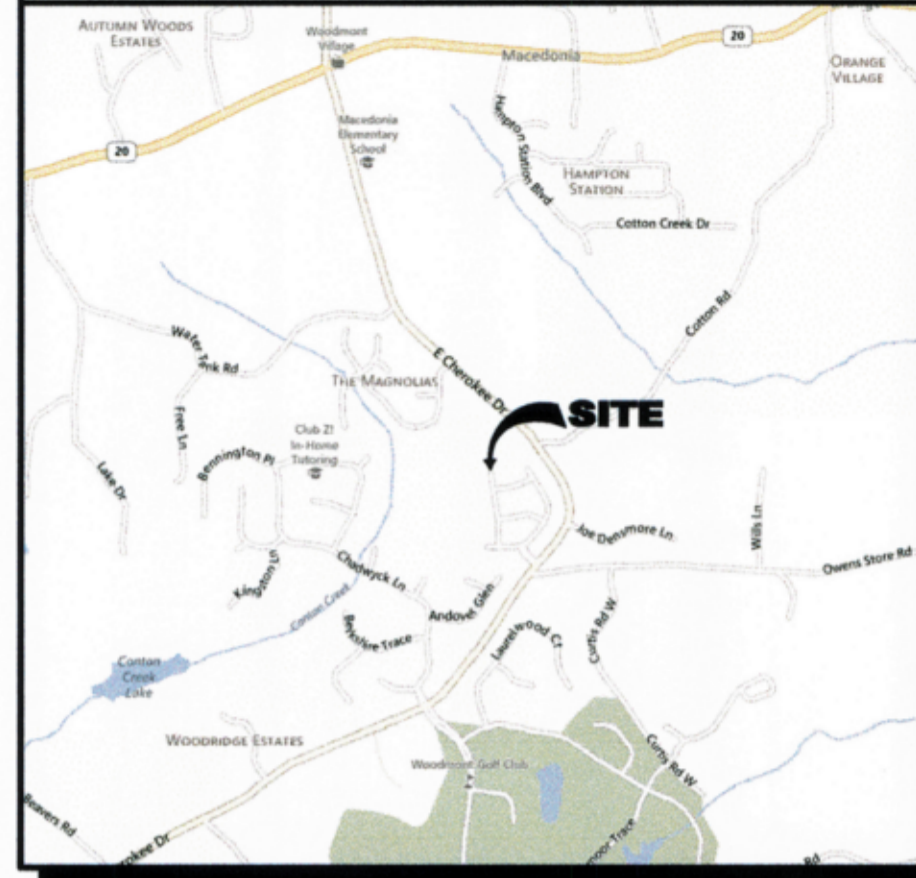 AUTUMN WOODS
ESTATES
Woodmont
Village
20
Macedonia
ORANGE
VILLAGE
Macedonia
Elementary
School
20
Hampton Station Blvd
HAMPTON
STATION
Cotton Creek Dr
Cotton Rd
Water Tank Rd
E Cherokee Dr
THE MAGNOLIAS
SITE
Free Ln
Club Z!
In-Home
Tutoring
Bennington Pl
Lake Dr
Joe Densmore Ln
Wills Ln
Owens Store Rd
Kingston Ln
Chadwyck Ln
Andover Glen
Canton Creek
Berkshire Trace
Laurelwood Ct
Curtis Rd W
Canton
Creek
Lake
WOODRIDGE ESTATES
Woodmont Golf Club
Curtis Rd W
Beavers Rd
rokee Dr
moor Trace
Rd